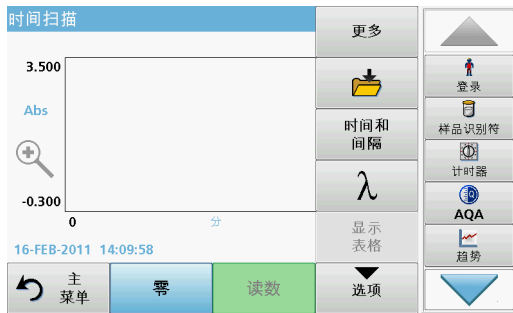 时间扫描
3.500
Abs
-0.300
0
分
16-FEB-2011 14:09:58
主
菜单
零
读数
更多
时间和
间隔
λ
显示
表格
选项
登录
样品识别符
计时器
AQA
趋势